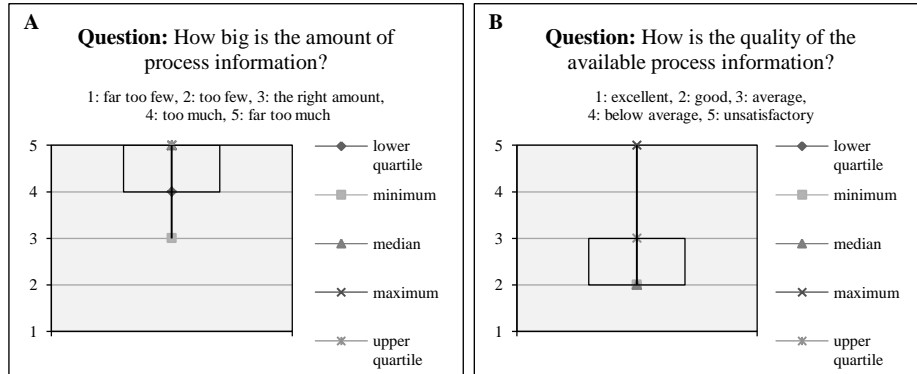 A
Question: How big is the amount of
process information?
1: far too few, 2: too few, 3: the right amount,
4: too much, 5: far too much
5
4
3
2
1
lower
quartile
minimum
median
maximum
upper
quartile
B
Question: How is the quality of the
available process information?
1: excellent, 2: good, 3: average,
4: below average, 5: unsatisfactory
5
4
3
2
1
lower
quartile
minimum
median
maximum
upper
quartile